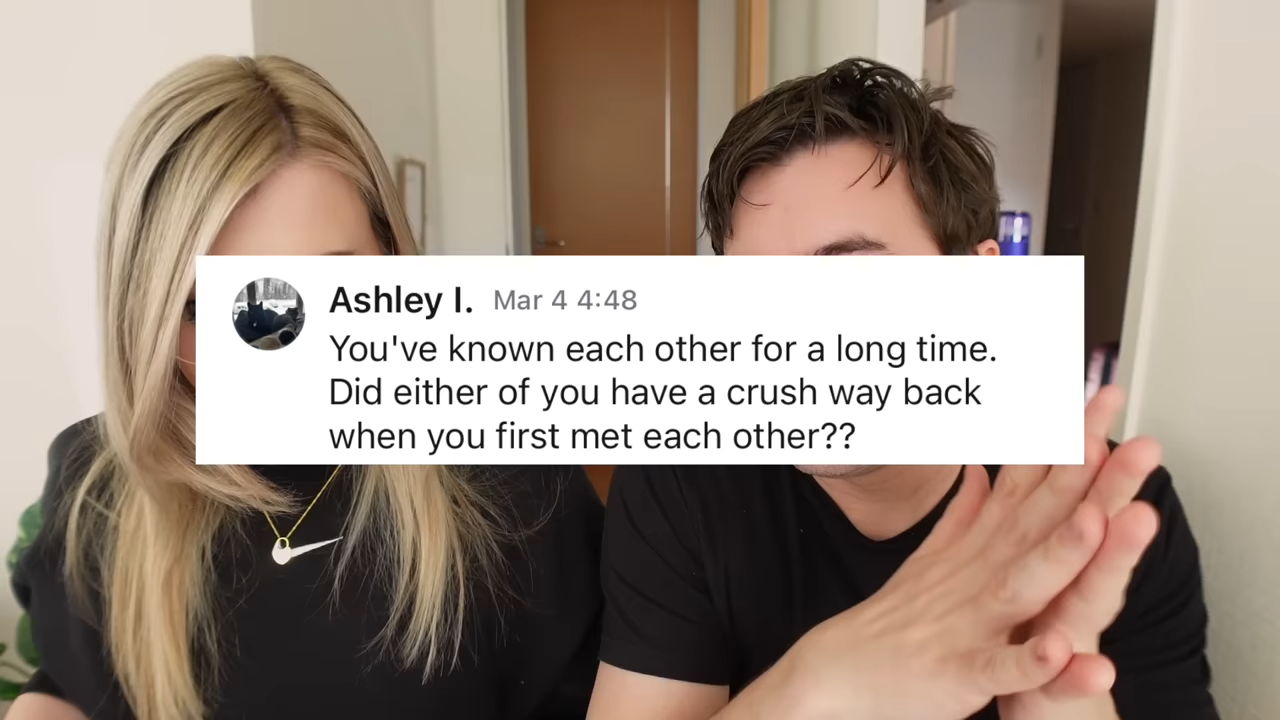 Ashley I. Mar 4 4:48
You've known each other for a long time.
Did either of you have a crush way back
when you first met each other??